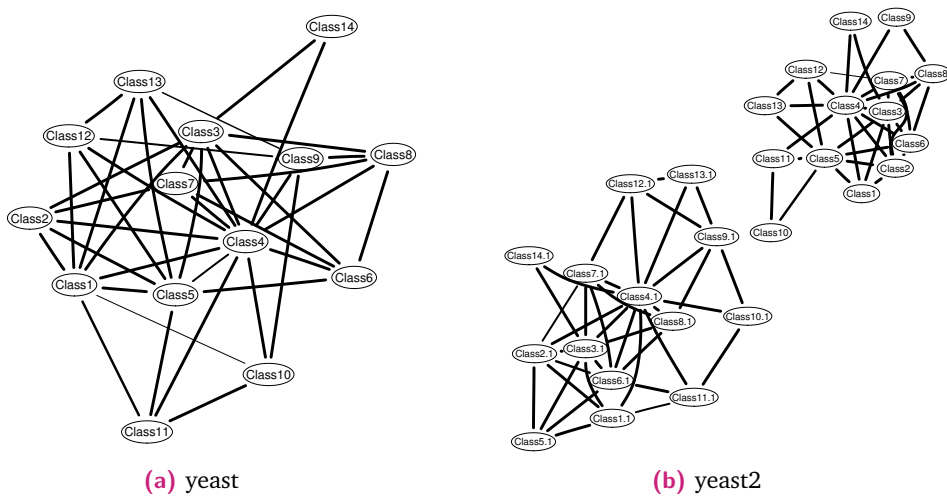 Class14
Class13
Class12
Class3
Class9
Class8
Class7
Class2
Class4
Class1
Class5
Class6
Class10
Class11
(a) yeast
Class14
Class9
Class12
Class7
Class8
Class13
Class4
Class3
Class6
Class11
Class5
Class2
Class1
Class10
Class13.1
Class12.1
Class9.1
Class14.1
Class7.1
Class4.1
Class10.1
Class8.1
Class2.1
Class3.1
Class6.1
Class11.1
Class1.1
Class5.1
(b) yeast2